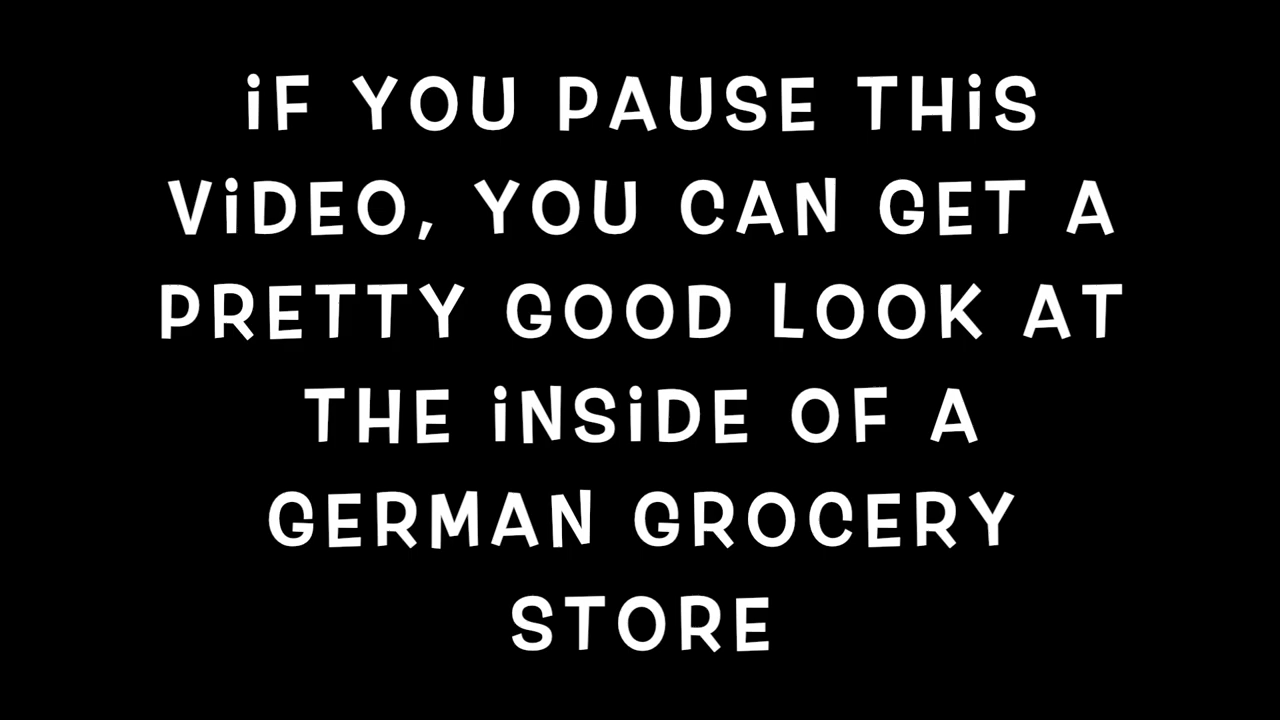 iF YOU PAUSE THiS
ViDEO, YOU CAN GET A
PRETTY GOOD LOOK AT
THE iNSiDE OF A
GERMAN GROCERY
STORE